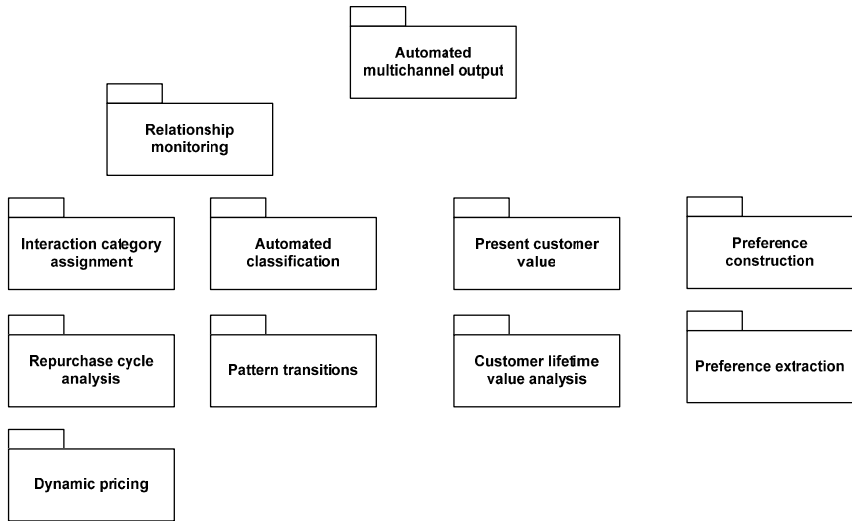 Automated
multichannel output
Relationship
monitoring
Interaction category
assignment
Automated
classification
Present customer
value
Preference
construction
Repurchase cycle
analysis
Pattern transitions
Customer lifetime
value analysis
Preference extraction
Dynamic pricing